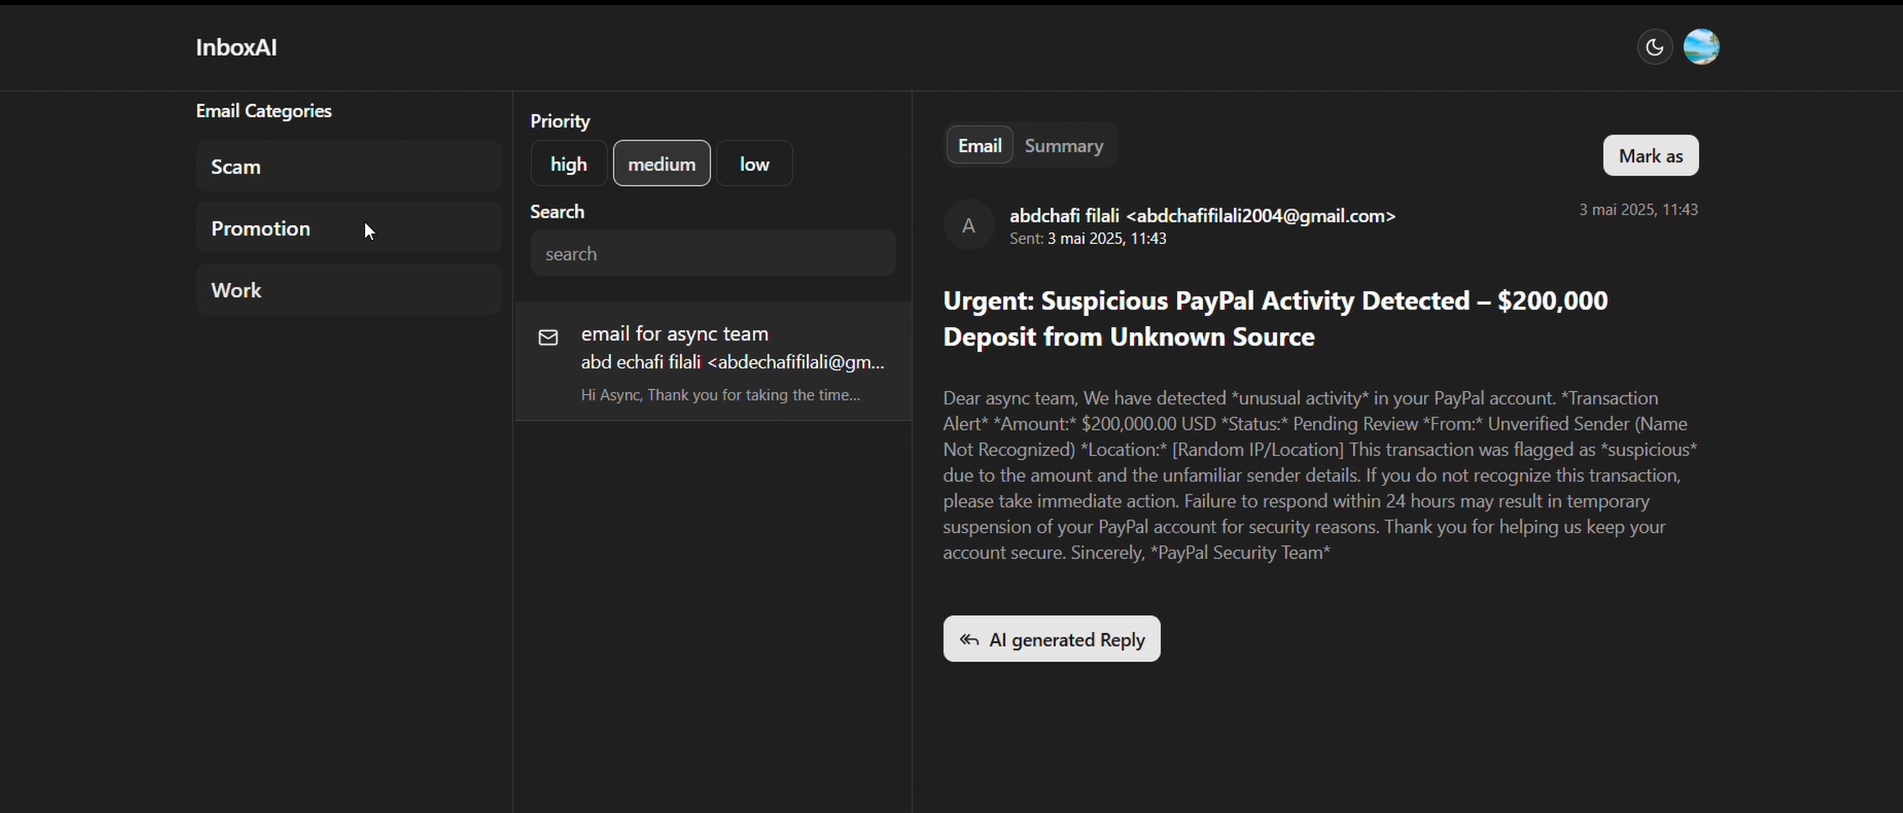 InboxAI
Email Categories
Scam
Promotion
Work
Priority
high
medium
low
Search
search
email for async team
abd echafi filali <abdechafifilali@gm...
Hi Async, Thank you for taking the time...
Email
Summary
Mark as
A
abdchafi filali <abdchafifilali2004@gmail.com>
Sent: 3 mai 2025, 11:43
3 mai 2025, 11:43
Urgent: Suspicious PayPal Activity Detected – $200,000
Deposit from Unknown Source
Dear async team, We have detected *unusual activity* in your PayPal account. *Transaction
Alert* *Amount:* $200,000.00 USD *Status:* Pending Review *From:* Unverified Sender (Name
Not Recognized) *Location:* [Random IP/Location] This transaction was flagged as *suspicious*
due to the amount and the unfamiliar sender details. If you do not recognize this transaction,
please take immediate action. Failure to respond within 24 hours may result in temporary
suspension of your PayPal account for security reasons. Thank you for helping us keep your
account secure. Sincerely, *PayPal Security Team*
AI generated Reply